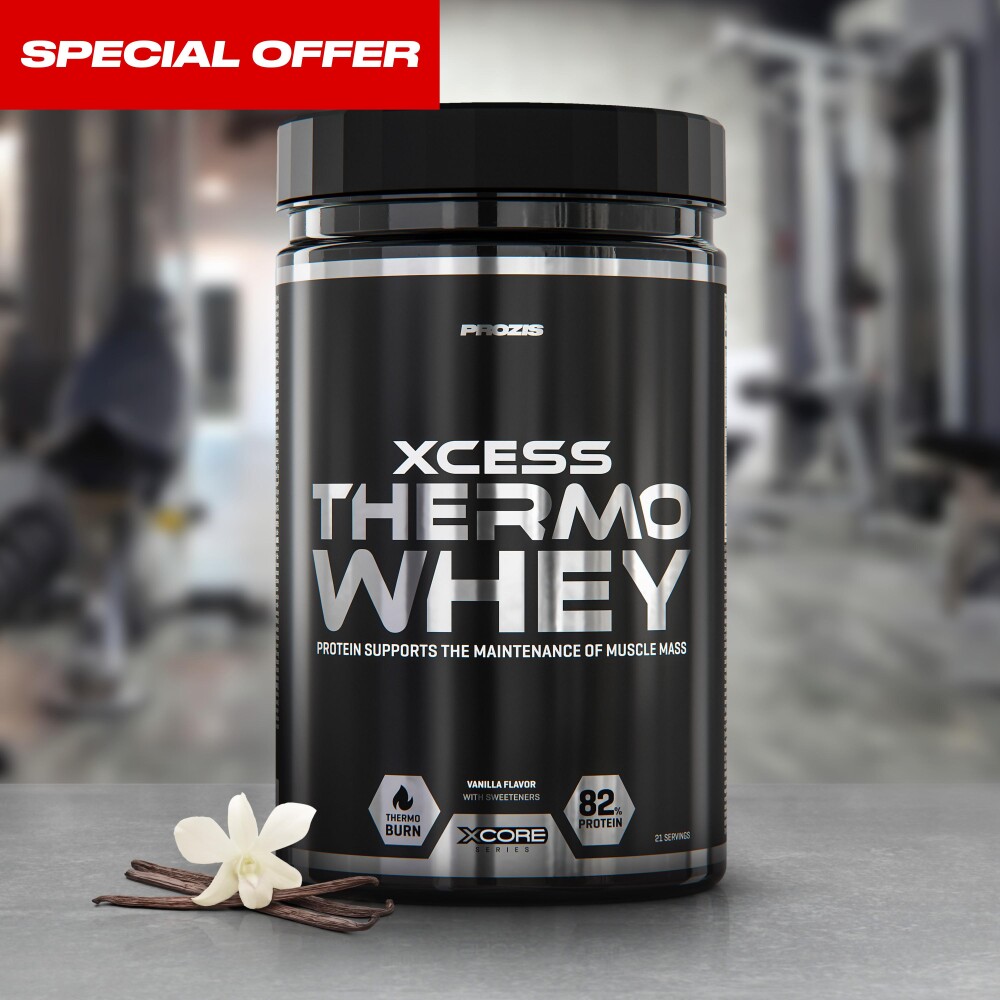 SPECIAL OFFER
PROZIS
XCESS
THERMO
WHEY
PROTEIN SUPPORTS THE MAINTENANCE OF MUSCLE MASS
VANILLA FLAVOR
WITH SWEETENERS
THERMO
BURN
XCORE
SERIES
82%
PROTEIN
21 SERVINGS